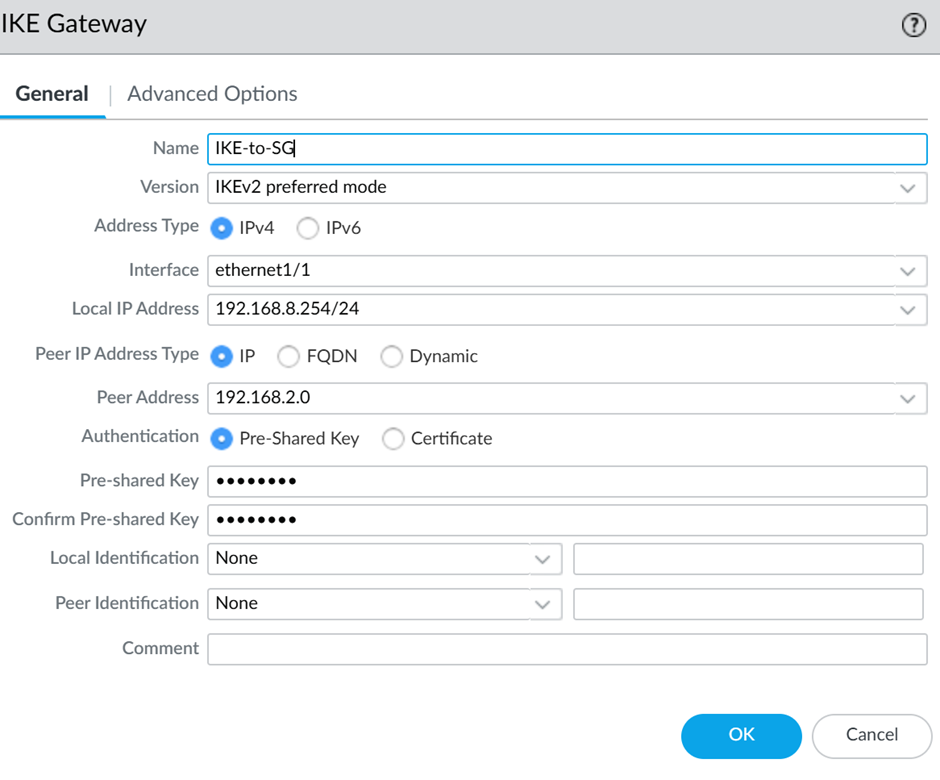 IKE Gateway
?
General | Advanced Options
Name IKE-to-SG
Version IKEv2 preferred mode
Address Type IPv4 IPv6
Interface ethernet1/1
Local IP Address 192.168.8.254/24
Peer IP Address Type IP FQDN Dynamic
Peer Address 192.168.2.0
Authentication Pre-Shared Key Certificate
Pre-shared Key ••••••••
Confirm Pre-shared Key ••••••••
Local Identification None
Peer Identification None
Comment
OK Cancel